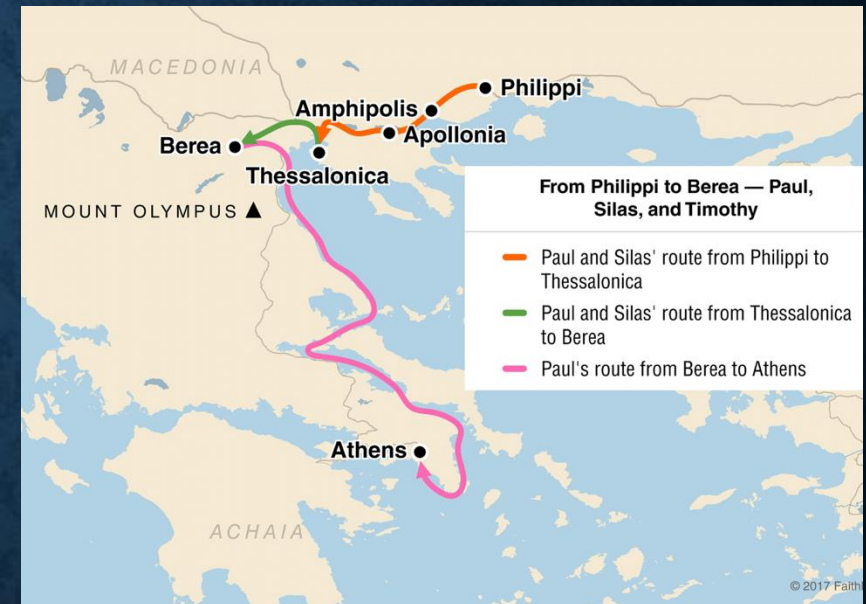 MACEDONIA
Philippi
Amphipolis
Apollonia
Berea
Thessalonica
MOUNT OLYMPUS
From Philippi to Berea — Paul,
Silas, and Timothy
Paul and Silas' route from Philippi to
Thessalonica
Paul and Silas' route from Thessalonica
to Berea
Paul's route from Berea to Athens
Athens
ACHAIA
© 2017